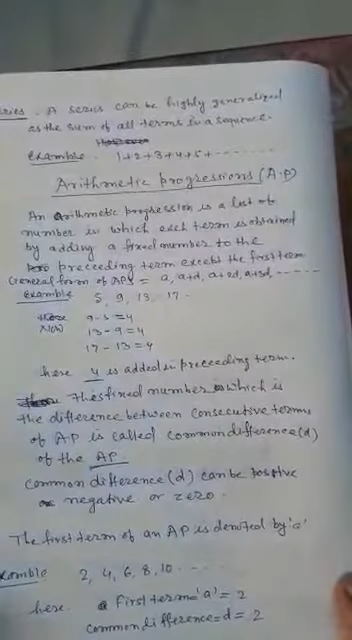 ries. A series can be highly generalized
as the sum of all terms in a sequence.
Example. 1+2+3+4+5+ - - - - - - -
Arithmetic progressions (A.P)
An Arithmetic progression is a list of
number in which each term is obtained
by adding a fixed number to the
preceeding term except the first term
General form of APs = a, a+d, a+2d, a+3d, - - - - -
Example 5, 9, 13, 17.
9-5=4
Now 13-9=4
17-13=4
here 4 is added in preceeding term.
The fixed number which is
the difference between consecutive terms
of AP is called common difference (d)
of the AP
Common difference (d) can be positive
negative or zero.
The first term of an AP is denoted by 'a'
Example 2, 4, 6, 8, 10 - - - - -
here. First term 'a' = 2
common difference = d = 2